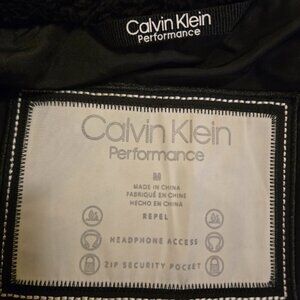 Calvin Klein
Performance
Calvin Klein
Performance
M
MADE IN CHINA
FABRIQUÉ EN CHINE
HECHO EN CHINA
REPEL
HEADPHONE ACCESS
ZIP SECURITY POCKET